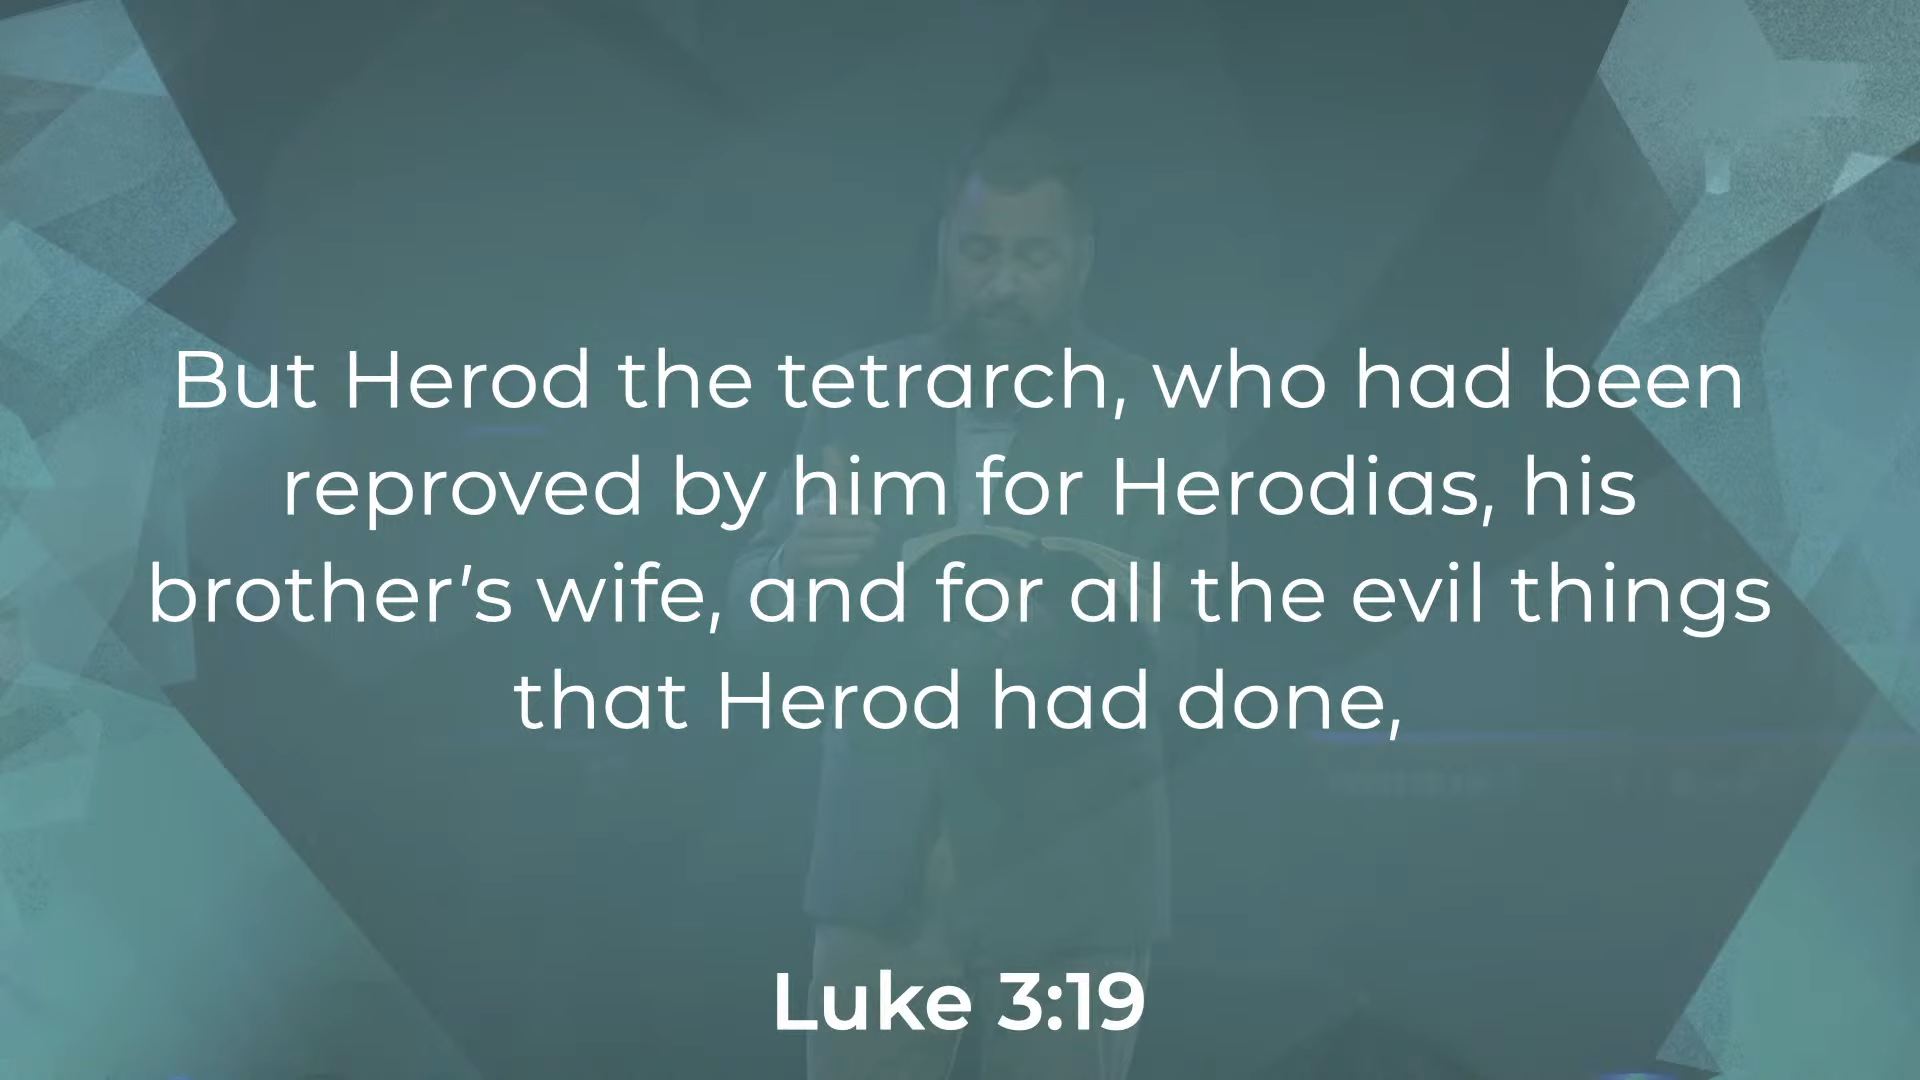 But Herod the tetrarch, who had been
reproved by him for Herodias, his
brother’s wife, and for all the evil things
that Herod had done,
Luke 3:19